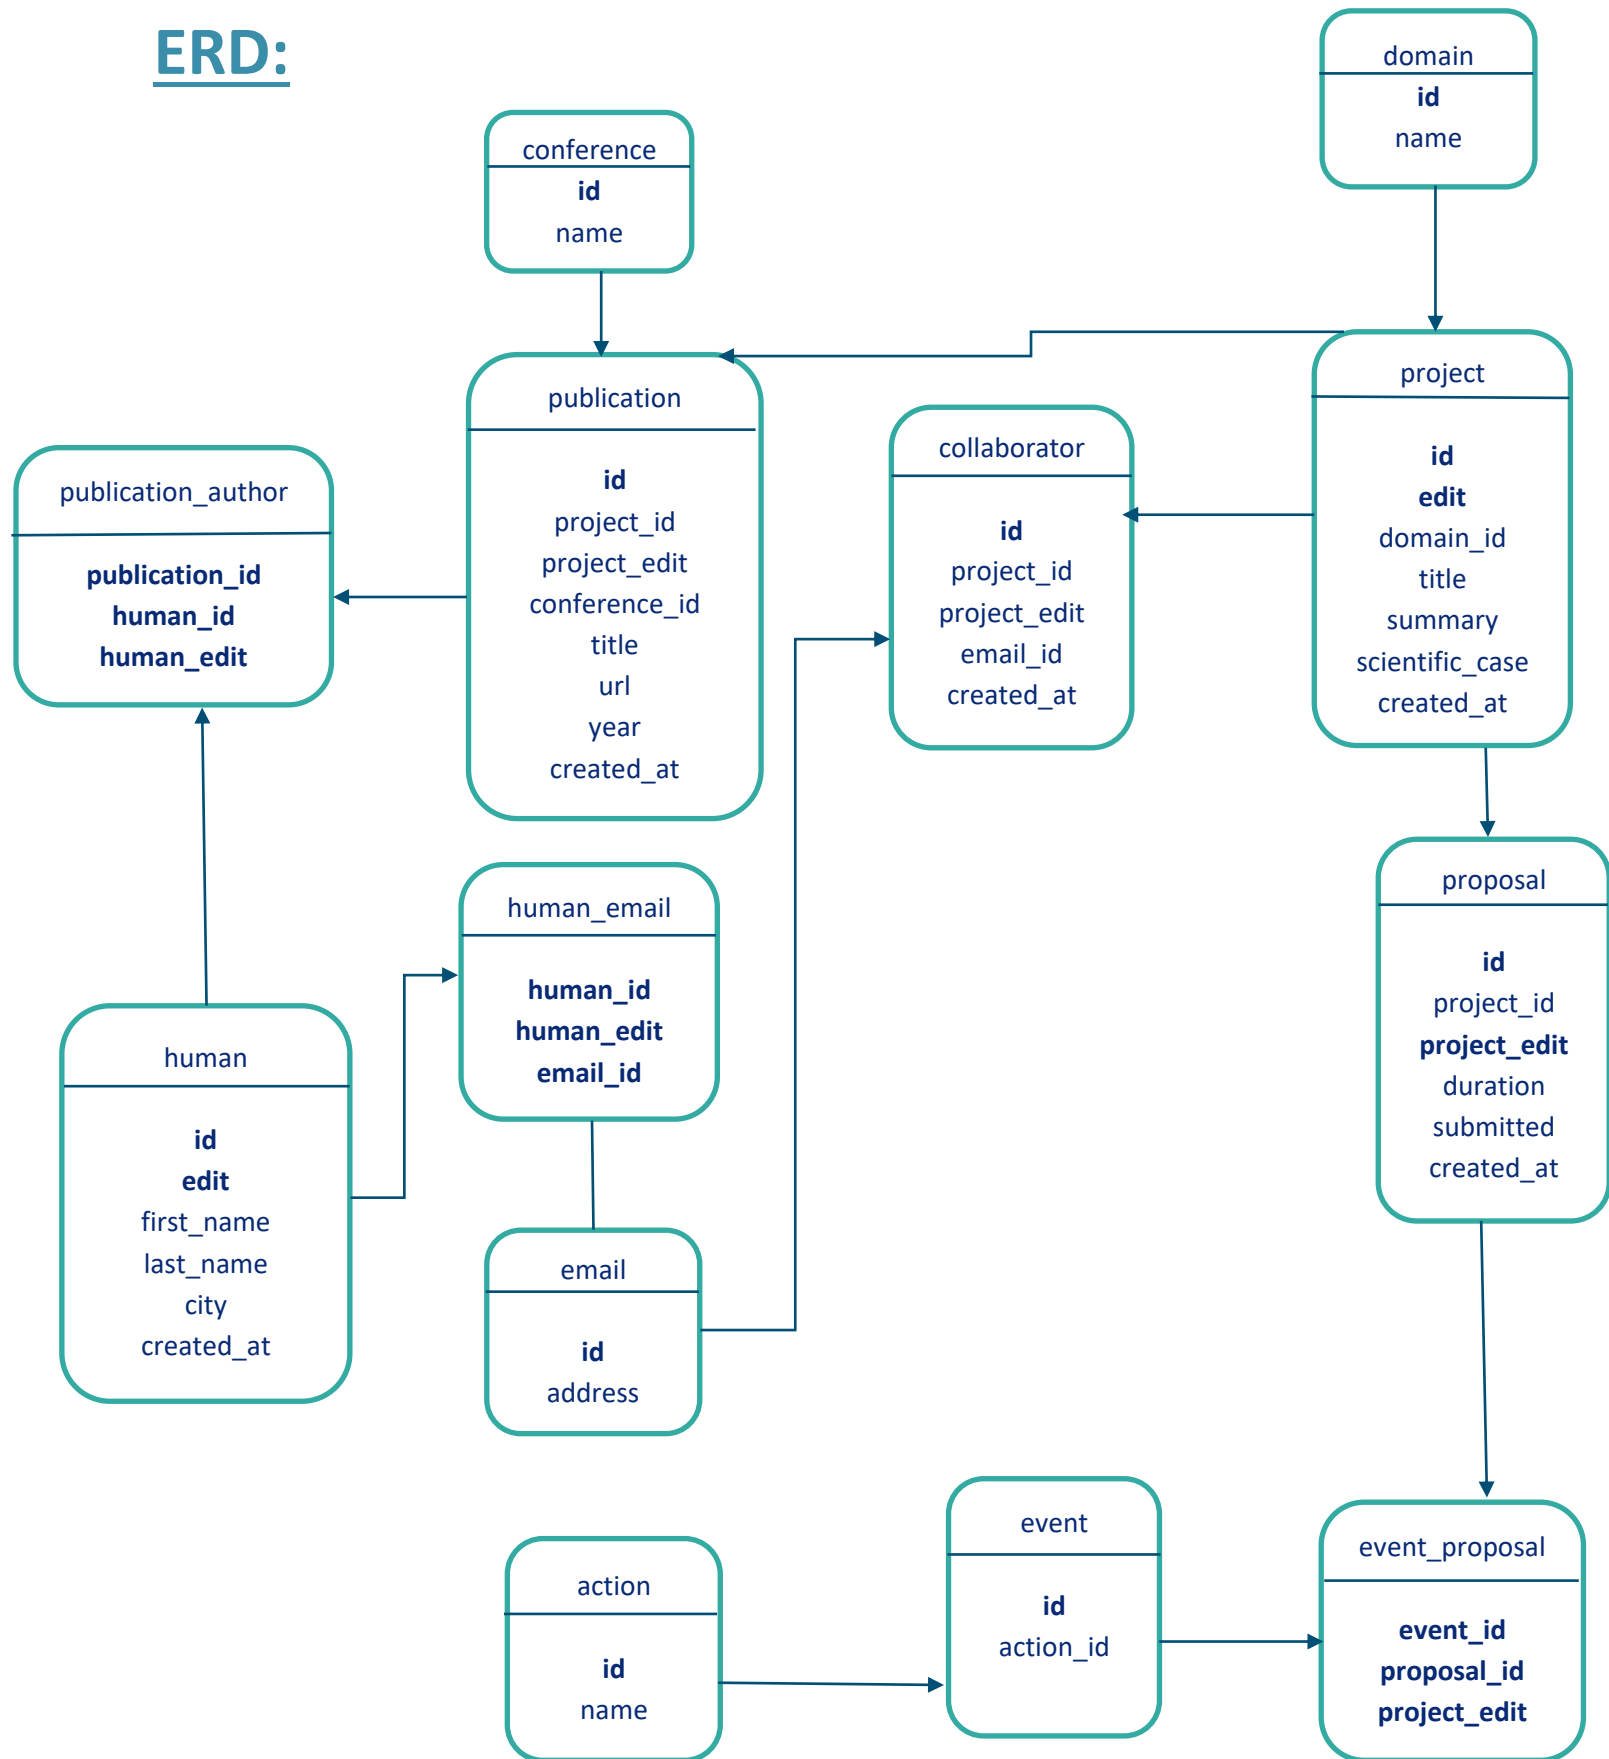 ERD:
domain
id
name
conference
id
name
publication
id
project_id
project_edit
conference_id
title
url
year
created_at
collaborator
id
project_id
project_edit
email_id
created_at
project
id
edit
domain_id
title
summary
scientific_case
created_at
publication_author
publication_id
human_id
human_edit
human_email
human_id
human_edit
email_id
proposal
id
project_id
project_edit
duration
submitted
created_at
human
id
edit
first_name
last_name
city
created_at
email
id
address
action
id
name
event
id
action_id
event_proposal
event_id
proposal_id
project_edit